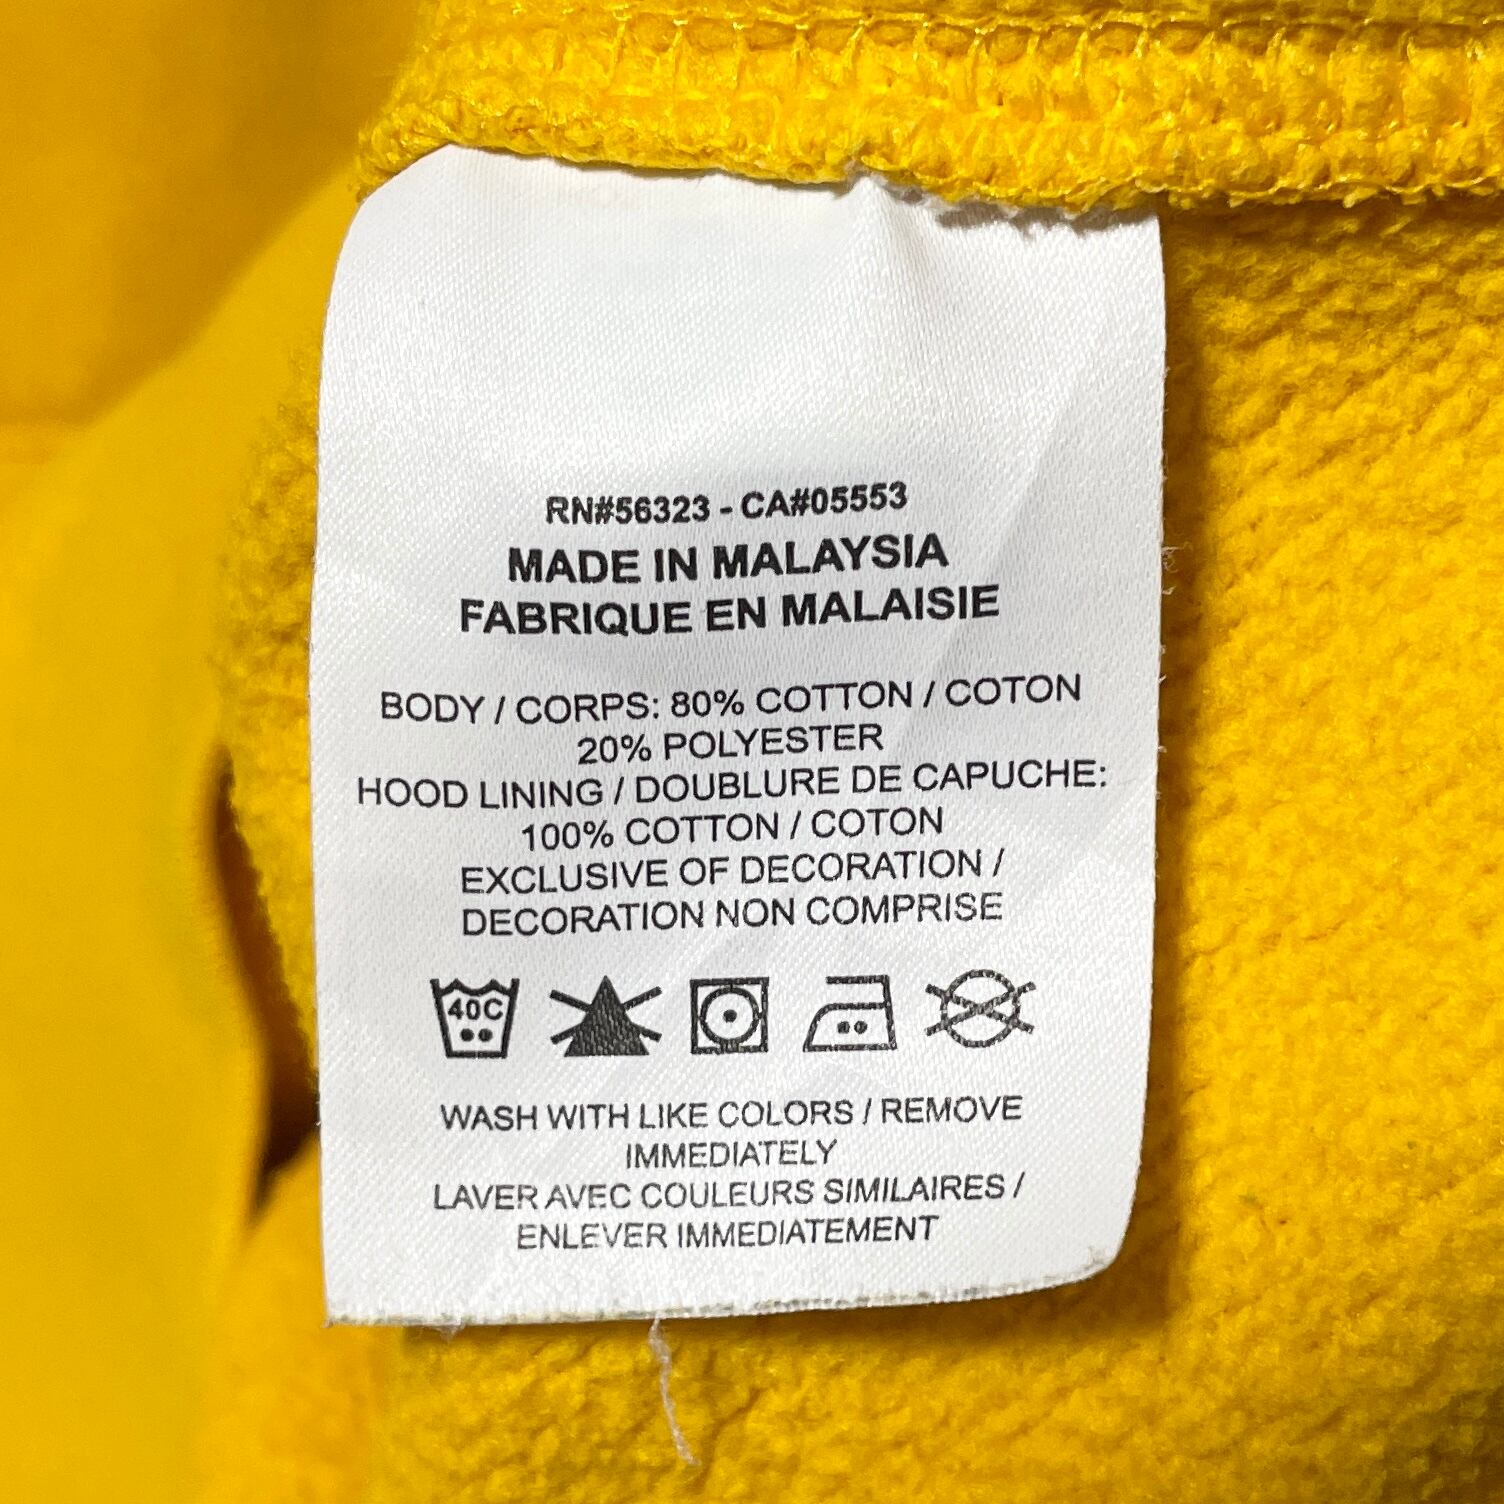 RN#56323 - CA#05553
MADE IN MALAYSIA
FABRIQUE EN MALAISIE
BODY / CORPS: 80% COTTON / COTON
20% POLYESTER
HOOD LINING / DOUBLURE DE CAPUCHE:
100% COTTON / COTON
EXCLUSIVE OF DECORATION /
DECORATION NON COMPRISE
40C
WASH WITH LIKE COLORS / REMOVE
IMMEDIATELY
LAVER AVEC COULEURS SIMILAIRES /
ENLEVER IMMEDIATEMENT